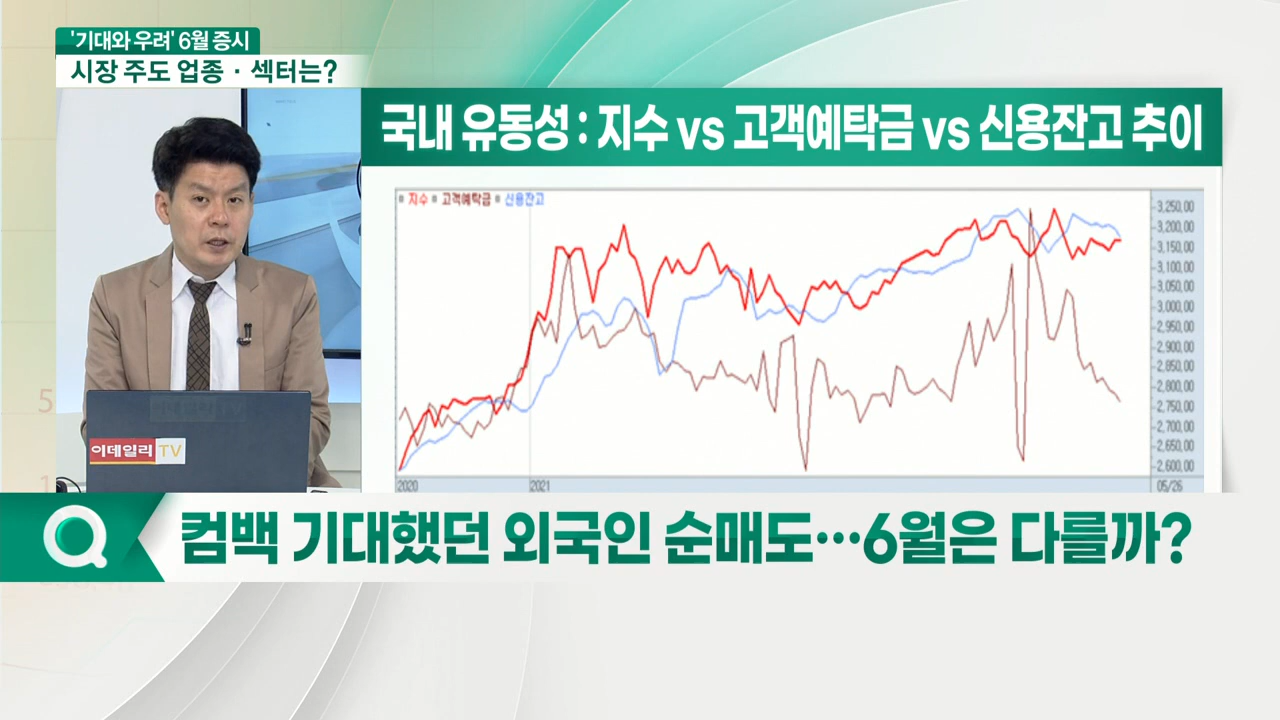 '기대와 우려' 6월 증시
시장 주도 업종 · 섹터는?
국내 유동성 : 지수 vs 고객예탁금 vs 신용잔고 추이
지수 고객예탁금 신용잔고
3,250,00
3,200,00
3,150,00
3,100,00
3,050,00
3,000,00
2,950,00
2,900,00
2,850,00
2,800,00
2,750,00
2,700,00
2,650,00
2,600,00
2020 2021 05/26
5
1
이데일리 TV
Q 컴백 기대했던 외국인 순매도…6월은 다를까?